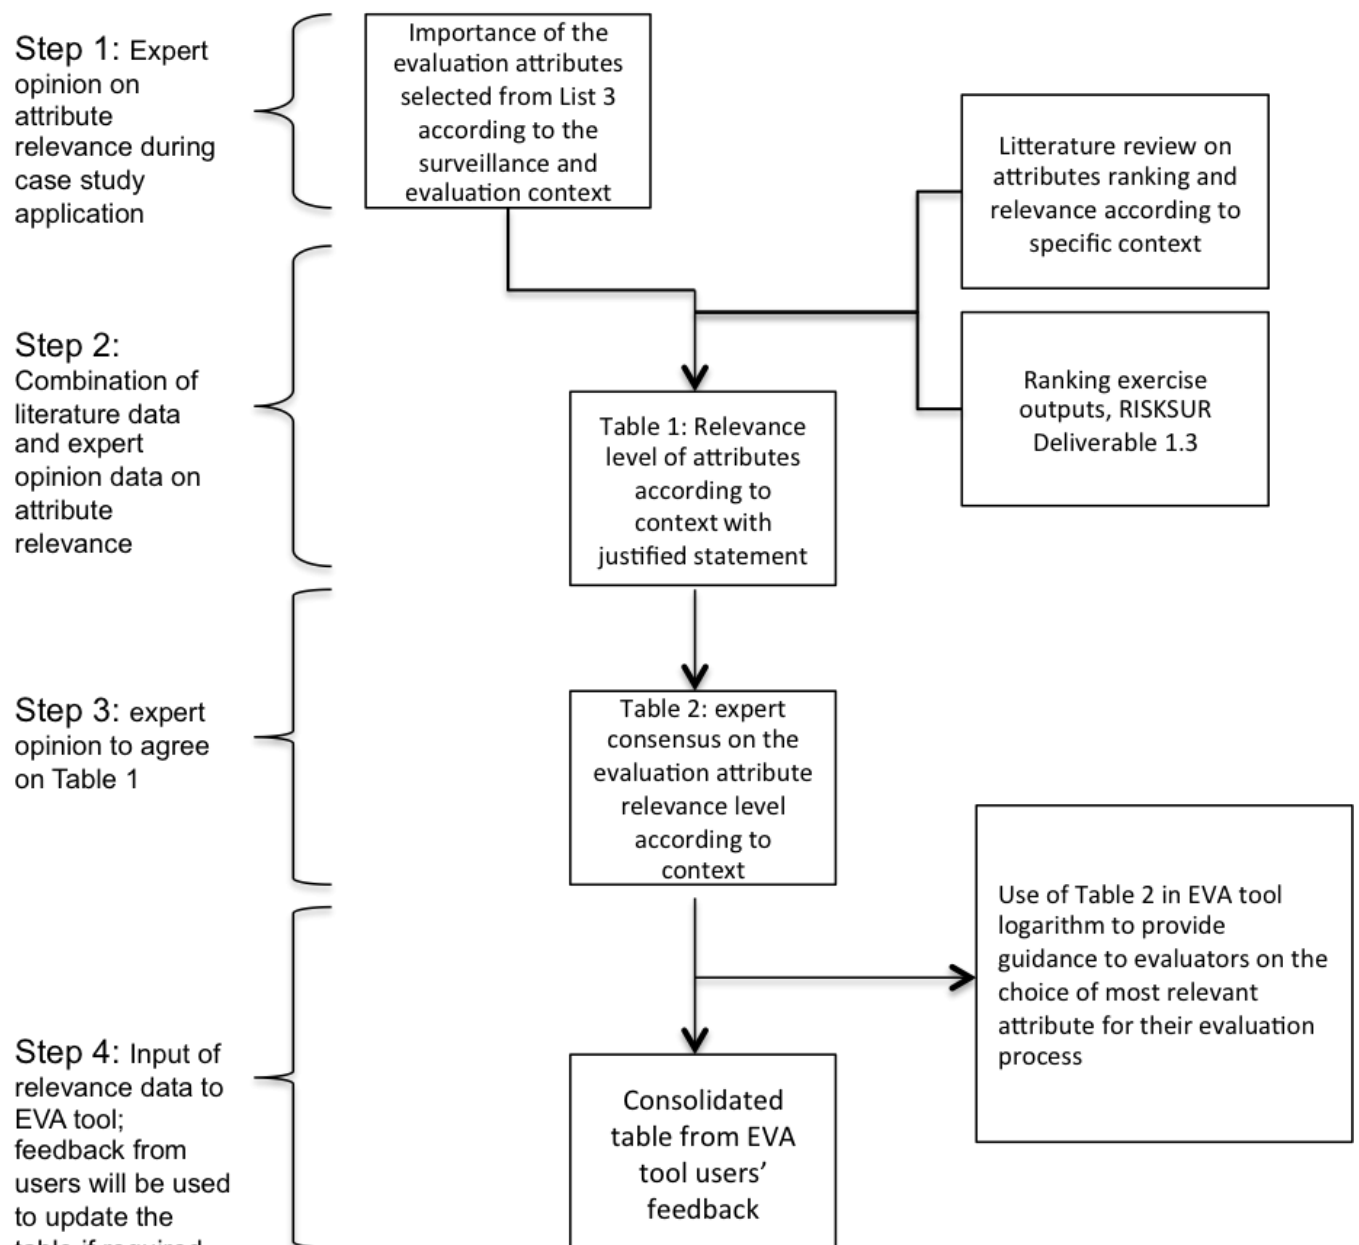 Step 1: Expert
opinion on
attribute
relevance during
case study
application
Importance of the
evaluation attributes
selected from List 3
according to the
surveillance and
evaluation context
Litterature review on
attributes ranking and
relevance according to
specific context
Step 2:
Combination of
literature data
and expert
opinion data on
attribute
relevance
Ranking exercise
outputs, RISKSUR
Deliverable 1.3
Table 1: Relevance
level of attributes
according to
context with
justified statement
Step 3: expert
opinion to agree
on Table 1
Table 2: expert
consensus on the
evaluation attribute
relevance level
according to
context
Use of Table 2 in EVA tool
logarithm to provide
guidance to evaluators on the
choice of most relevant
attribute for their evaluation
process
Step 4: Input of
relevance data to
EVA tool;
feedback from
users will be used
to update the
table if required
Consolidated
table from EVA
tool users’
feedback